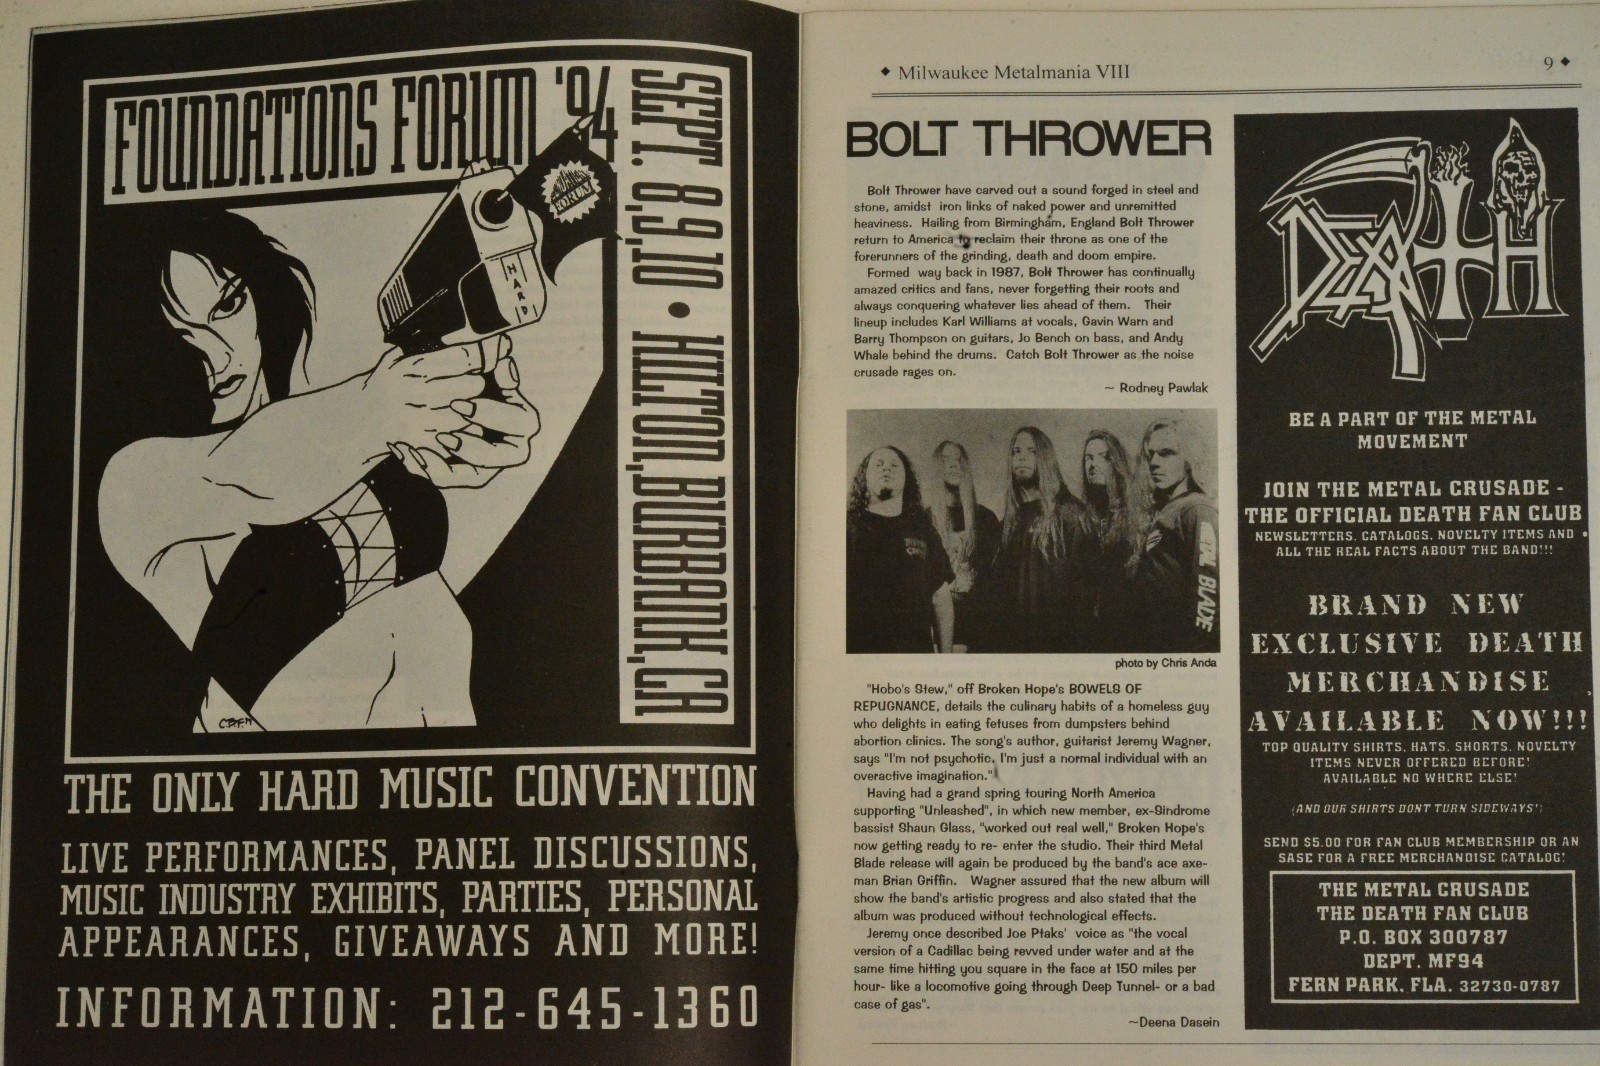 FOUNDATIONS FORUM '94
SEPT. 8,9,10 • HILTON, BURBANK, CA
FORUM
HARD
THE ONLY HARD MUSIC CONVENTION
LIVE PERFORMANCES, PANEL DISCUSSIONS,
MUSIC INDUSTRY EXHIBITS, PARTIES, PERSONAL
APPEARANCES, GIVEAWAYS AND MORE!
INFORMATION: 212-645-1360
◆ Milwaukee Metalmania VIII
9 ◆
BOLT THROWER
Bolt Thrower have carved out a sound forged in steel and
stone, amidst iron links of naked power and unremitted
heaviness. Hailing from Birmingham, England Bolt Thrower
return to America to reclaim their throne as one of the
forerunners of the grinding, death and doom empire.
Formed way back in 1987, Bolt Thrower has continually
amazed critics and fans, never forgetting their roots and
always conquering whatever lies ahead of them. Their
lineup includes Karl Williams at vocals, Gavin Warn and
Barry Thompson on guitars, Jo Bench on bass, and Andy
Whale behind the drums. Catch Bolt Thrower as the noise
crusade rages on.
~ Rodney Pawlak
BLADE
photo by Chris Anda
"Hobo's Stew," off Broken Hope's BOWELS OF
REPUGNANCE, details the culinary habits of a homeless guy
who delights in eating fetuses from dumpsters behind
abortion clinics. The song's author, guitarist Jeremy Wagner,
says "I'm not psychotic. I'm just a normal individual with an
overactive imagination."
Having had a grand spring touring North America
supporting "Unleashed", in which new member, ex-Sindrome
bassist Shaun Glass, "worked out real well," Broken Hope's
now getting ready to re- enter the studio. Their third Metal
Blade release will again be produced by the band's ace axe-
man Brian Griffin. Wagner assured that the new album will
show the band's artistic progress and also stated that the
album was produced without technological effects.
Jeremy once described Joe Ptaks' voice as "the vocal
version of a Cadillac being revved under water and at the
same time hitting you square in the face at 150 miles per
hour- like a locomotive going through Deep Tunnel- or a bad
case of gas".
~Deena Dasein
DEATH
BE A PART OF THE METAL
MOVEMENT
JOIN THE METAL CRUSADE -
THE OFFICIAL DEATH FAN CLUB
NEWSLETTERS, CATALOGS, NOVELTY ITEMS AND
ALL THE REAL FACTS ABOUT THE BAND!!!
BRAND NEW
EXCLUSIVE DEATH
MERCHANDISE
AVAILABLE NOW!!!
TOP QUALITY SHIRTS, HATS, SHORTS, NOVELTY
ITEMS NEVER OFFERED BEFORE!
AVAILABLE NO WHERE ELSE!
(AND OUR SHIRTS DONT TURN SIDEWAYS!)
SEND $5.00 FOR FAN CLUB MEMBERSHIP OR AN
SASE FOR A FREE MERCHANDISE CATALOG!
THE METAL CRUSADE
THE DEATH FAN CLUB
P.O. BOX 300787
DEPT. MF94
FERN PARK, FLA. 32730-0787